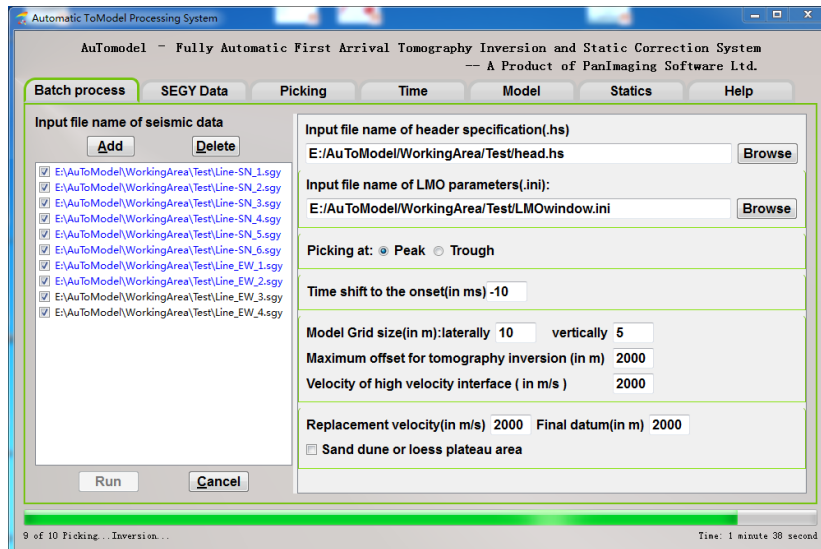 Automatic ToModel Processing System
AuTomodel - Fully Automatic First Arrival Tomography Inversion and Static Correction System
-- A Product of PanImaging Software Ltd.
Batch process SEGY Data Picking Time Model Statics Help
Input file name of seismic data
Add Delete
E:\AuToModel\WorkingArea\Test\Line-SN_1.sgy
E:\AuToModel\WorkingArea\Test\Line-SN_2.sgy
E:\AuToModel\WorkingArea\Test\Line-SN_3.sgy
E:\AuToModel\WorkingArea\Test\Line-SN_4.sgy
E:\AuToModel\WorkingArea\Test\Line-SN_5.sgy
E:\AuToModel\WorkingArea\Test\Line-SN_6.sgy
E:\AuToModel\WorkingArea\Test\Line_EW_1.sgy
E:\AuToModel\WorkingArea\Test\Line_EW_2.sgy
E:\AuToModel\WorkingArea\Test\Line_EW_3.sgy
E:\AuToModel\WorkingArea\Test\Line_EW_4.sgy
Run Cancel
Input file name of header specification(.hs)
E:/AuToModel/WorkingArea/Test/head.hs Browse
Input file name of LMO parameters(.ini):
E:/AuToModel/WorkingArea/Test/LMOwindow.ini Browse
Picking at: Peak Trough
Time shift to the onset(in ms) -10
Model Grid size(in m):laterally 10 vertically 5
Maximum offset for tomography inversion (in m) 2000
Velocity of high velocity interface ( in m/s ) 2000
Replacement velocity(in m/s) 2000 Final datum(in m) 2000
Sand dune or loess plateau area
9 of 10 Picking...Inversion... Time: 1 minute 38 second